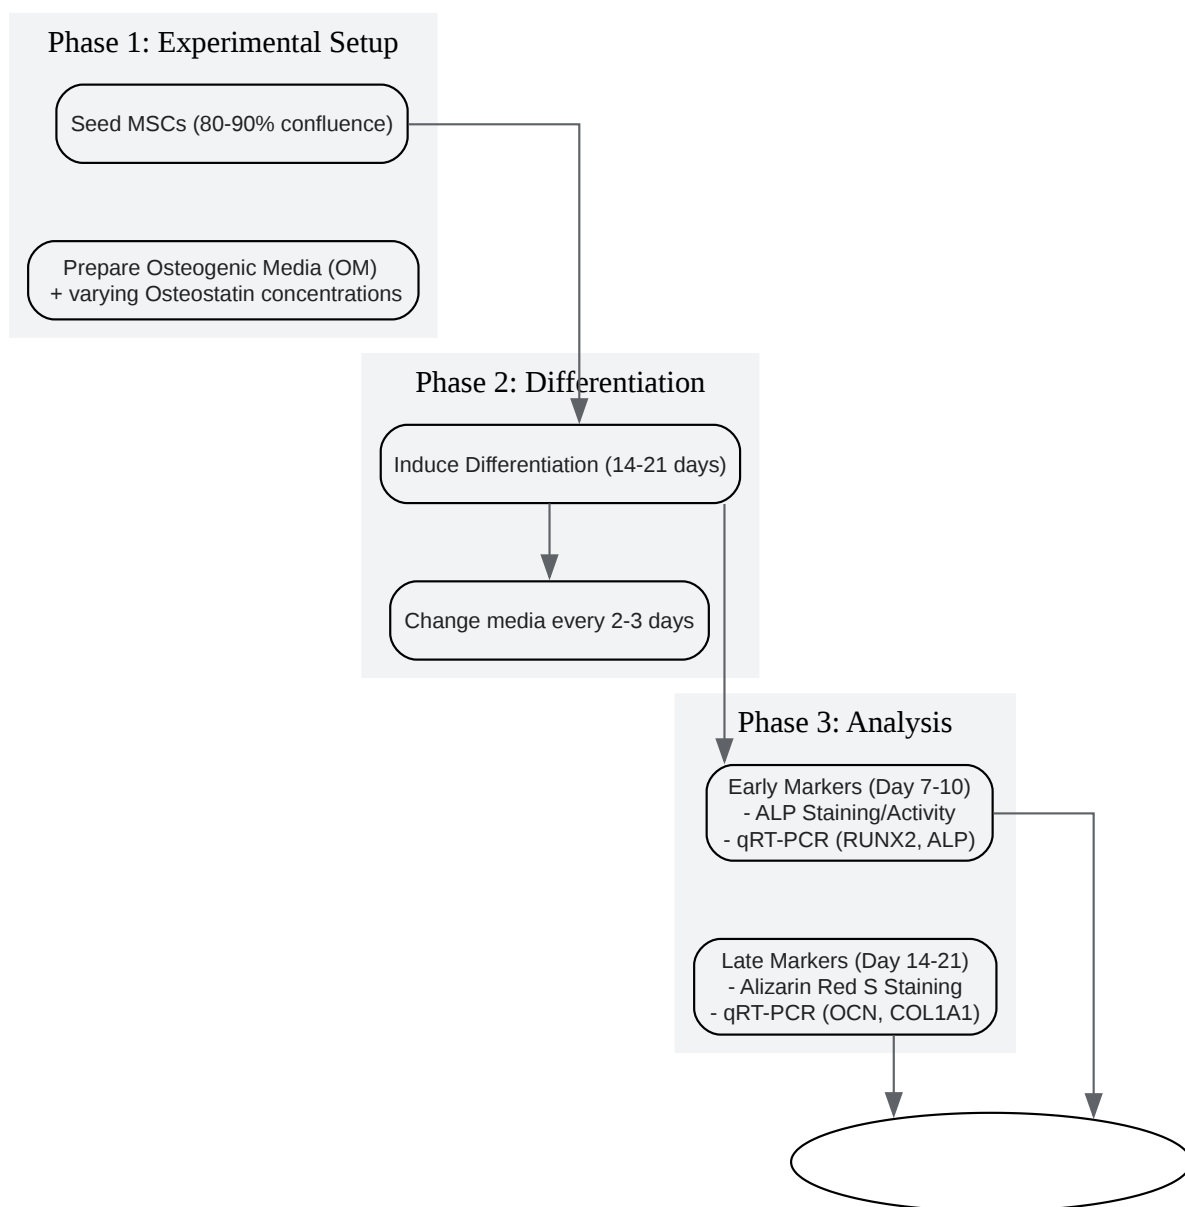 Phase 1: Experimental Setup
Seed MSCs (80-90% confluence)
Prepare Osteogenic Media (OM)
+ varying Osteostatin concentrations
Phase 2: Differentiation
Induce Differentiation (14-21 days)
Change media every 2-3 days
Phase 3: Analysis
Early Markers (Day 7-10)
- ALP Staining/Activity
- qRT-PCR (RUNX2, ALP)
Late Markers (Day 14-21)
- Alizarin Red S Staining
- qRT-PCR (OCN, COL1A1)